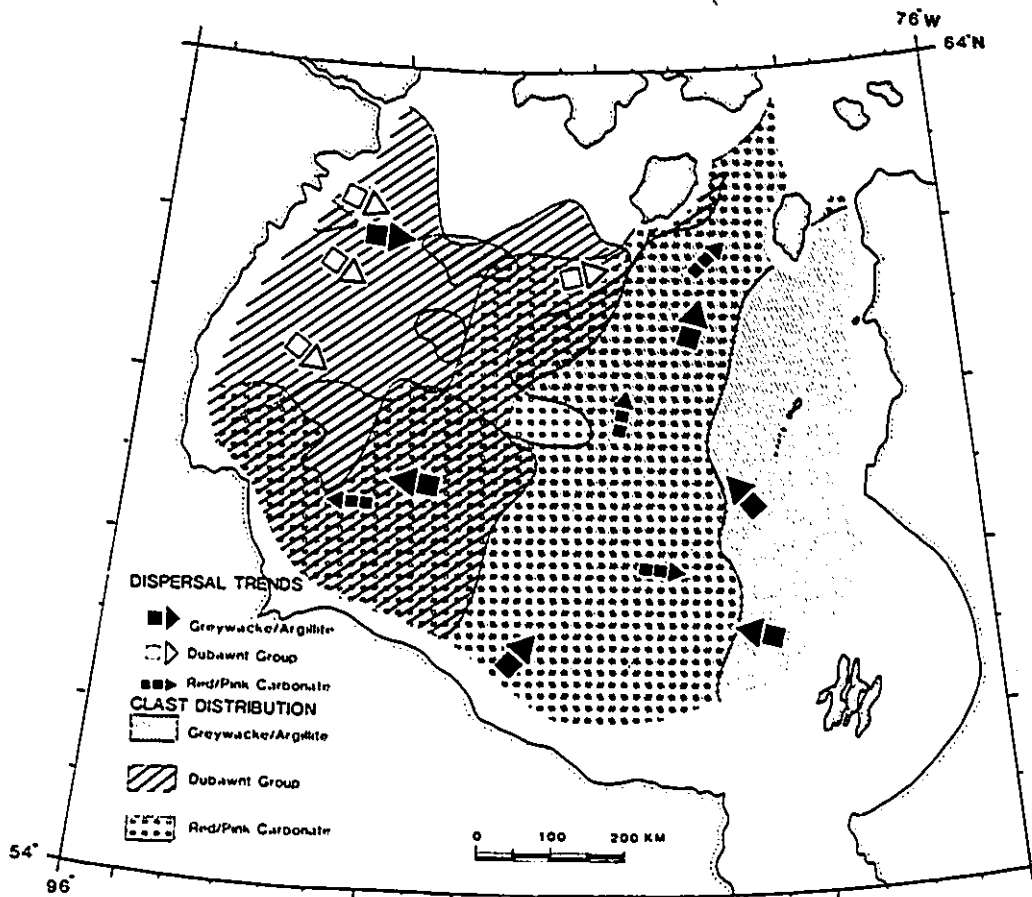 76°W
64°N
DISPERSAL TRENDS
Greywacke/Argillite
Dubawnt Group
Red/Pink Carbonate
CLAST DISTRIBUTION
Greywacke/Argillite
Dubawnt Group
Red/Pink Carbonate
0 100 200 KM
54°
96°